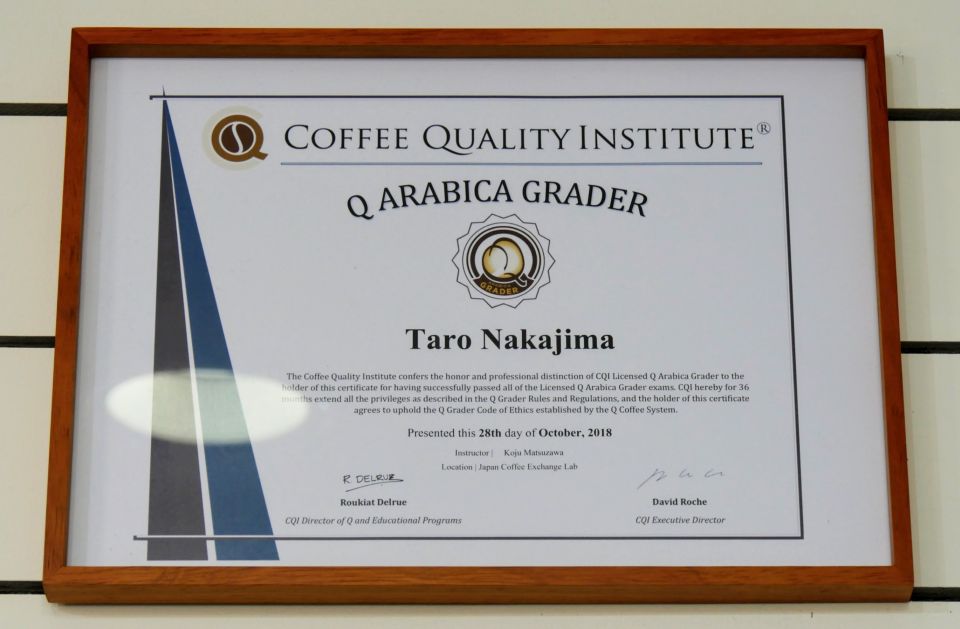 COFFEE QUALITY INSTITUTE®
Q ARABICA GRADER
Q ARABICA
GRADER
Taro Nakajima
The Coffee Quality Institute confers the honor and professional distinction of CQI Licensed Q Arabica Grader to the
holder of this certificate for having successfully passed all of the Licensed Q Arabica Grader exams. CQI hereby for 36
months extend all the privileges as described in the Q Grader Rules and Regulations, and the holder of this certificate
agrees to uphold the Q Grader Code of Ethics established by the Q Coffee System.
Presented this 28th day of October, 2018
Instructor | Koju Matsuzawa
Location | Japan Coffee Exchange Lab
R. DELRUE
Roukiat Delrue
David Roche
CQI Director of Q and Educational Programs
CQI Executive Director